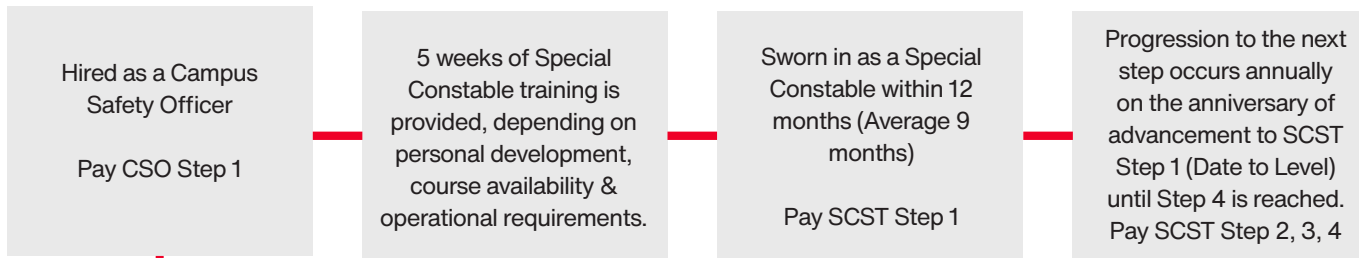 Hired as a Campus
Safety Officer
Pay CSO Step 1
5 weeks of Special
Constable training is
provided, depending on
personal development,
course availability &
operational requirements.
Sworn in as a Special
Constable within 12
months (Average 9
months)
Pay SCST Step 1
Progression to the next
step occurs annually
on the anniversary of
advancement to SCST
Step 1 (Date to Level)
until Step 4 is reached.
Pay SCST Step 2, 3, 4